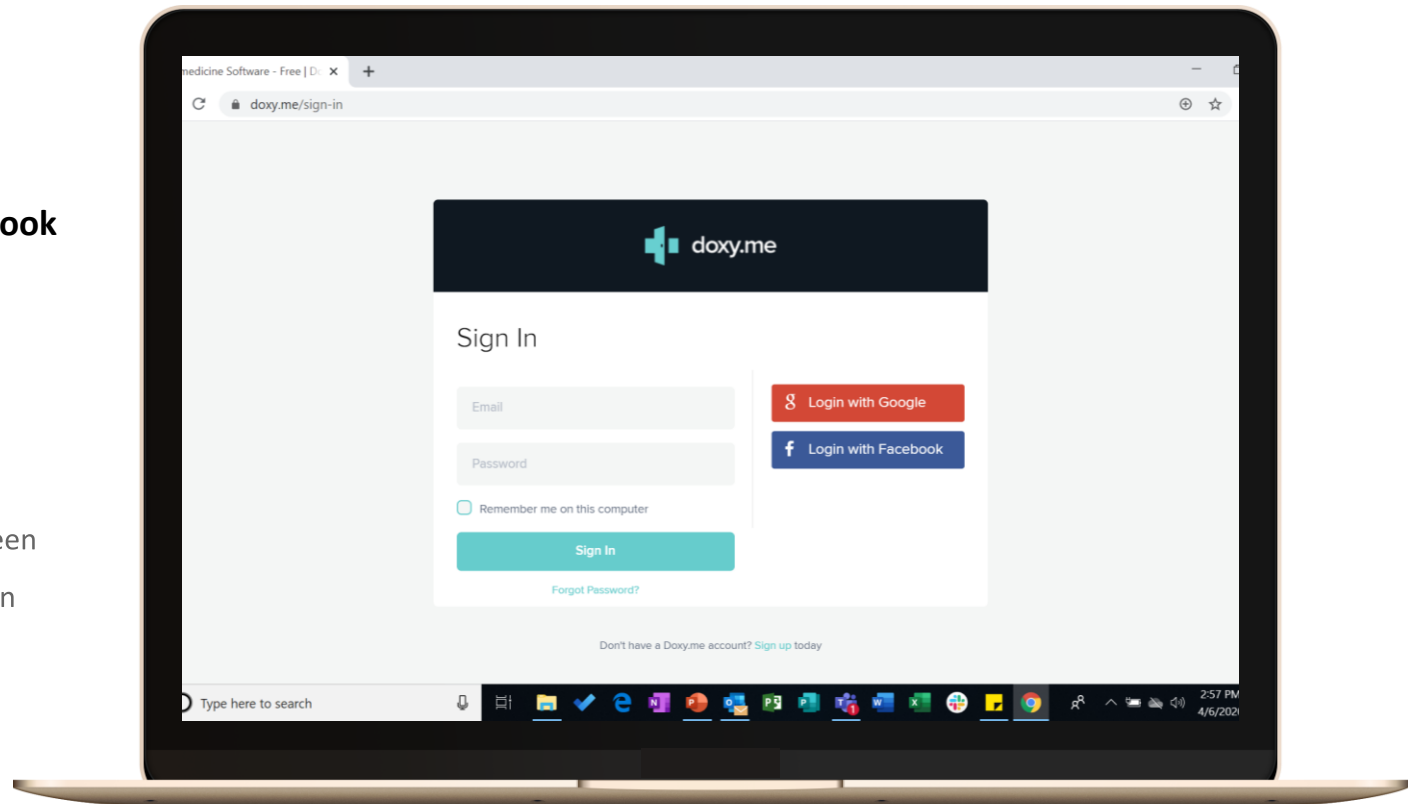 medicine Software - Free | Do
doxy.me/sign-in
ook
doxy.me
Sign In
Email
Login with Google
Login with Facebook
Password
Remember me on this computer
Sign In
een
n
Forgot Password?
Don't have a Doxy.me account? Sign up today
Type here to search
2:57 PM
4/6/202